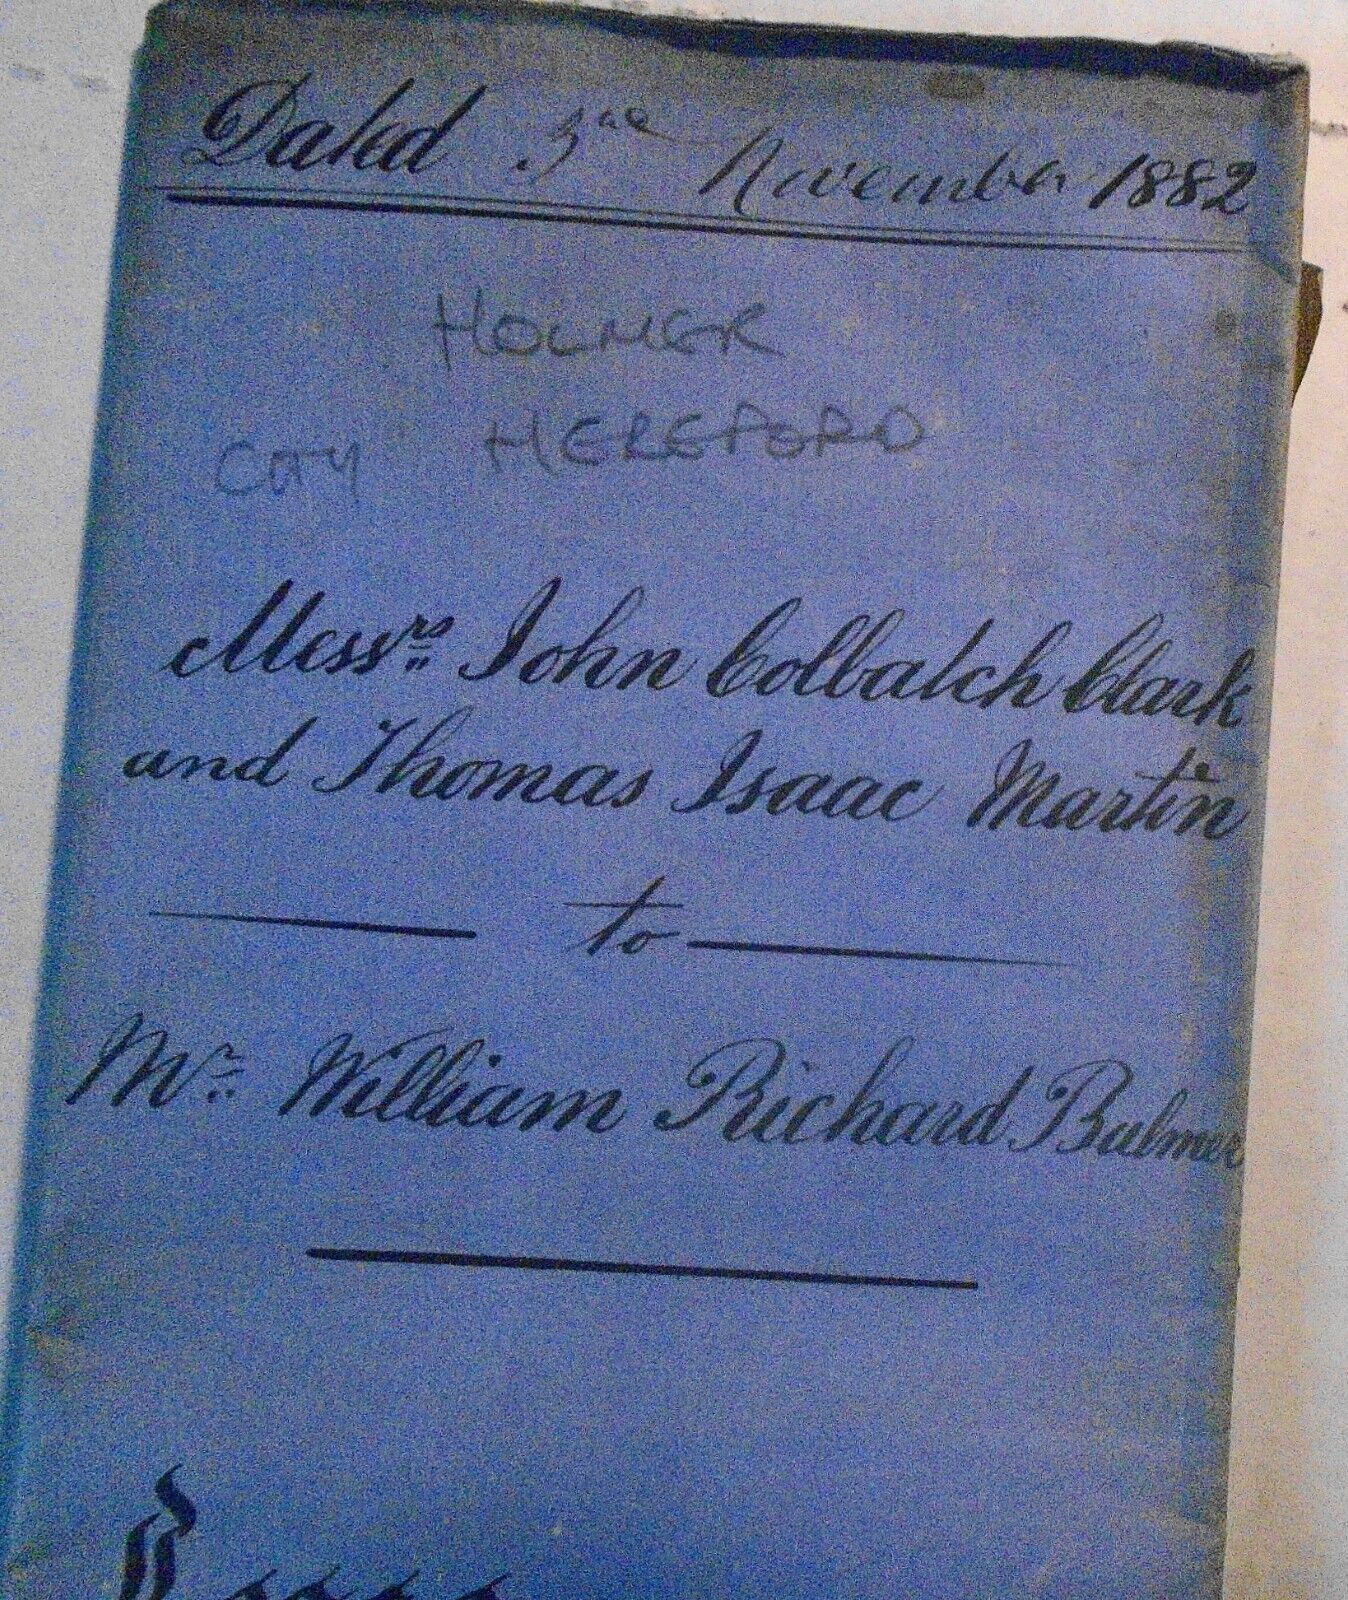 Dated 3rd November 1882
HOLMER
CITY HEREFORD
Messrs. John Colbatch Clark
and Thomas Isaac Martin
to
Mr. William Richard Bulmer